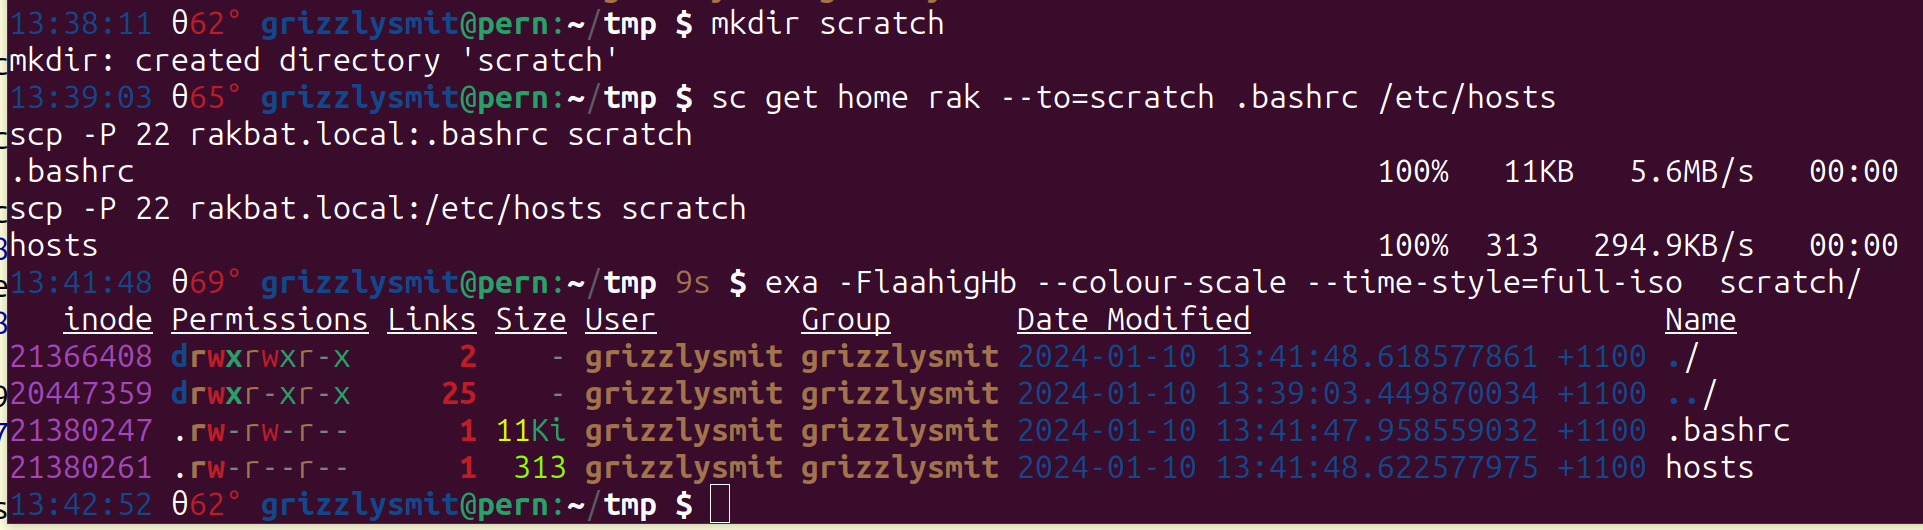 13:38:11 θ62° grizzlysmit@pern:~/tmp $ mkdir scratch
mkdir: created directory 'scratch'
13:39:03 θ65° grizzlysmit@pern:~/tmp $ sc get home rak --to=scratch .bashrc /etc/hosts
scp -P 22 rakbat.local:.bashrc scratch
.bashrc 100% 11KB 5.6MB/s 00:00
scp -P 22 rakbat.local:/etc/hosts scratch
hosts 100% 313 294.9KB/s 00:00
13:41:48 θ69° grizzlysmit@pern:~/tmp 9s $ exa -FlaahigHb --colour-scale --time-style=full-iso  scratch/
inode Permissions Links Size User Group Date Modified Name
21366408 drwxrwxr-x 2 - grizzlysmit grizzlysmit 2024-01-10 13:41:48.618577861 +1100 ./
20447359 drwxr-xr-x 25 - grizzlysmit grizzlysmit 2024-01-10 13:39:03.449870034 +1100 ../
21380247 .rw-rw-r-- 1 11Ki grizzlysmit grizzlysmit 2024-01-10 13:41:47.958559032 +1100 .bashrc
21380261 .rw-r--r-- 1 313 grizzlysmit grizzlysmit 2024-01-10 13:41:48.622577975 +1100 hosts
13:42:52 θ62° grizzlysmit@pern:~/tmp $